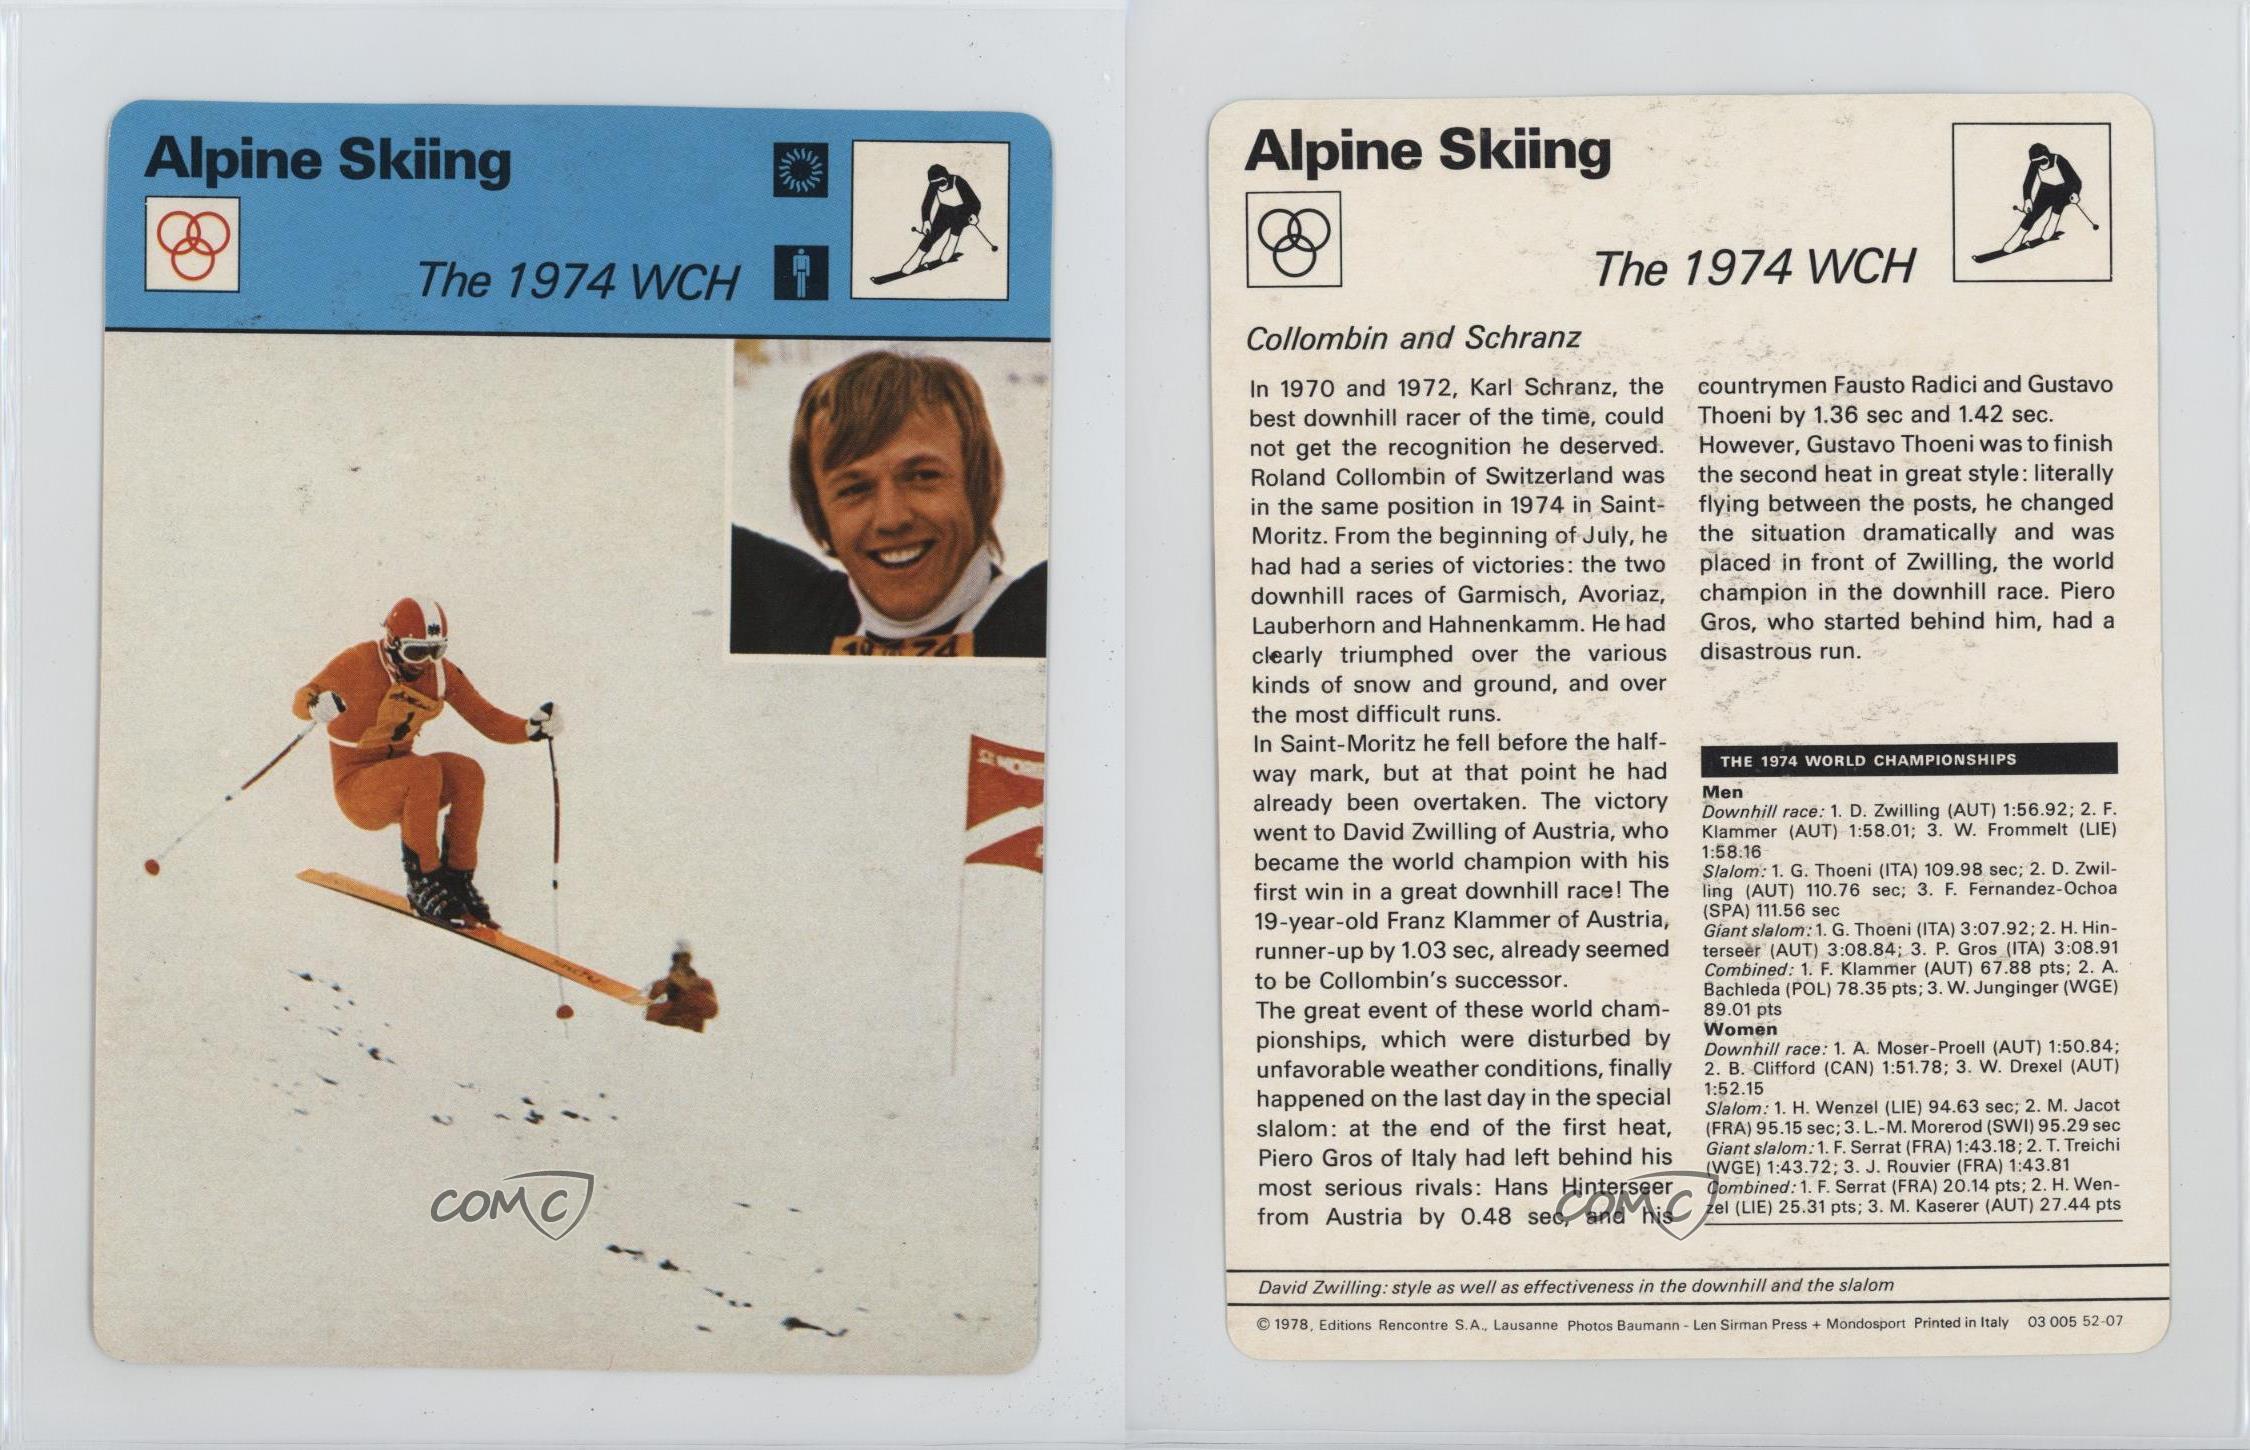 Alpine Skiing
The 1974 WCH
19 74
COMC
Alpine Skiing
The 1974 WCH
Collombin and Schranz
In 1970 and 1972, Karl Schranz, the
best downhill racer of the time, could
not get the recognition he deserved.
Roland Collombin of Switzerland was
in the same position in 1974 in Saint-
Moritz. From the beginning of July, he
had had a series of victories: the two
downhill races of Garmisch, Avoriaz,
Lauberhorn and Hahnenkamm. He had
clearly triumphed over the various
kinds of snow and ground, and over
the most difficult runs.
In Saint-Moritz he fell before the half-
way mark, but at that point he had
already been overtaken. The victory
went to David Zwilling of Austria, who
became the world champion with his
first win in a great downhill race! The
19-year-old Franz Klammer of Austria,
runner-up by 1.03 sec, already seemed
to be Collombin's successor.
The great event of these world cham-
pionships, which were disturbed by
unfavorable weather conditions, finally
happened on the last day in the special
slalom: at the end of the first heat,
Piero Gros of Italy had left behind his
most serious rivals: Hans Hinterseer
from Austria by 0.48 sec, and his
countrymen Fausto Radici and Gustavo
Thoeni by 1.36 sec and 1.42 sec.
However, Gustavo Thoeni was to finish
the second heat in great style: literally
flying between the posts, he changed
the situation dramatically and was
placed in front of Zwilling, the world
champion in the downhill race. Piero
Gros, who started behind him, had a
disastrous run.
THE 1974 WORLD CHAMPIONSHIPS
Men
Downhill race: 1. D. Zwilling (AUT) 1:56.92; 2. F.
Klammer (AUT) 1:58.01; 3. W. Frommelt (LIE)
1:58.16
Slalom: 1. G. Thoeni (ITA) 109.98 sec; 2. D. Zwil-
ling (AUT) 110.76 sec; 3. F. Fernandez-Ochoa
(SPA) 111.56 sec
Giant slalom: 1. G. Thoeni (ITA) 3:07.92; 2. H. Hin-
terseer (AUT) 3:08.84; 3. P. Gros (ITA) 3:08.91
Combined: 1. F. Klammer (AUT) 67.88 pts; 2. A.
Bachleda (POL) 78.35 pts; 3. W. Junginger (WGE)
89.01 pts
Women
Downhill race: 1. A. Moser-Proell (AUT) 1:50.84;
2. B. Clifford (CAN) 1:51.78; 3. W. Drexel (AUT)
1:52.15
Slalom: 1. H. Wenzel (LIE) 94.63 sec; 2. M. Jacot
(FRA) 95.15 sec; 3. L.-M. Morerod (SWI) 95.29 sec
Giant slalom: 1. F. Serrat (FRA) 1:43.18; 2. T. Treichi
(WGE) 1:43.72; 3. J. Rouvier (FRA) 1:43.81
Combined: 1. F. Serrat (FRA) 20.14 pts; 2. H. Wen-
zel (LIE) 25.31 pts; 3. M. Kaserer (AUT) 27.44 pts
COMC
David Zwilling: style as well as effectiveness in the downhill and the slalom
© 1978, Editions Rencontre S.A., Lausanne Photos Baumann - Len Sirman Press + Mondosport Printed in Italy 03 005 52-07